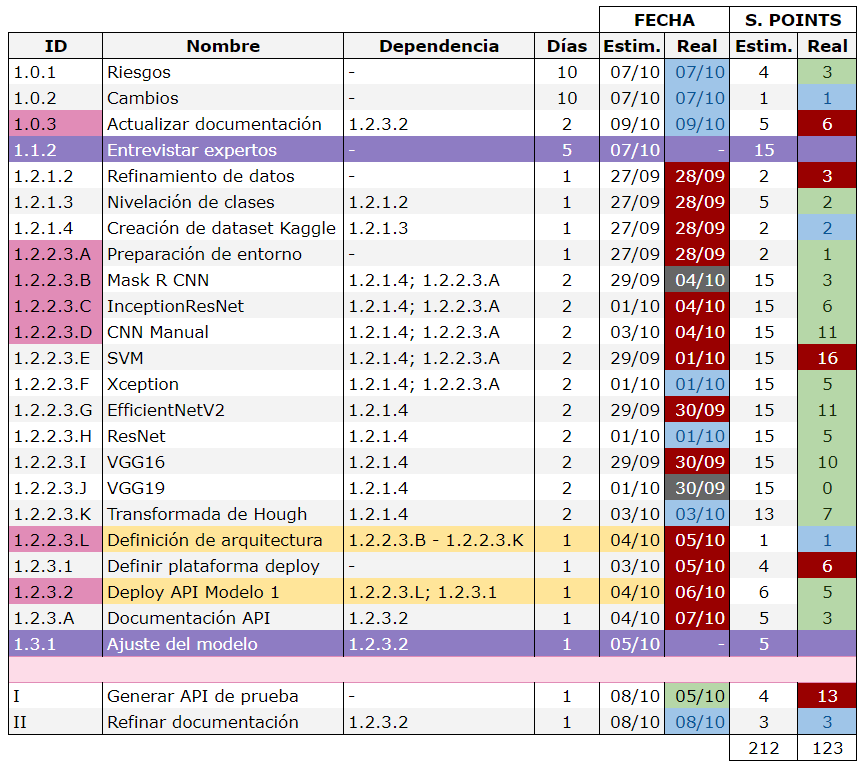 FECHA S. POINTS
ID Nombre Dependencia Días Estim. Real Estim. Real
1.0.1 Riesgos - 10 07/10 07/10 4 3
1.0.2 Cambios - 10 07/10 07/10 1 1
1.0.3 Actualizar documentación 1.2.3.2 2 09/10 09/10 5 6
1.1.2 Entrevistar expertos - 5 07/10 - 15
1.2.1.2 Refinamiento de datos - 1 27/09 28/09 2 3
1.2.1.3 Nivelación de clases 1.2.1.2 1 27/09 28/09 5 2
1.2.1.4 Creación de dataset Kaggle 1.2.1.3 1 27/09 28/09 2 2
1.2.2.3.A Preparación de entorno - 1 27/09 28/09 2 1
1.2.2.3.B Mask R CNN 1.2.1.4; 1.2.2.3.A 2 29/09 04/10 15 3
1.2.2.3.C InceptionResNet 1.2.1.4; 1.2.2.3.A 2 01/10 04/10 15 6
1.2.2.3.D CNN Manual 1.2.1.4; 1.2.2.3.A 2 03/10 04/10 15 11
1.2.2.3.E SVM 1.2.1.4; 1.2.2.3.A 2 29/09 01/10 15 16
1.2.2.3.F Xception 1.2.1.4; 1.2.2.3.A 2 01/10 01/10 15 5
1.2.2.3.G EfficientNetV2 1.2.1.4 2 29/09 30/09 15 11
1.2.2.3.H ResNet 1.2.1.4 2 01/10 01/10 15 5
1.2.2.3.I VGG16 1.2.1.4 2 29/09 30/09 15 10
1.2.2.3.J VGG19 1.2.1.4 2 01/10 30/09 15 0
1.2.2.3.K Transformada de Hough 1.2.1.4 2 03/10 03/10 13 7
1.2.2.3.L Definición de arquitectura 1.2.2.3.B - 1.2.2.3.K 1 04/10 05/10 1 1
1.2.3.1 Definir plataforma deploy - 1 03/10 05/10 4 6
1.2.3.2 Deploy API Modelo 1 1.2.2.3.L; 1.2.3.1 1 04/10 06/10 6 5
1.2.3.A Documentación API 1.2.3.2 1 04/10 07/10 5 3
1.3.1 Ajuste del modelo 1.2.3.2 1 05/10 - 5
I Generar API de prueba - 1 08/10 05/10 4 13
II Refinar documentación 1.2.3.2 1 08/10 08/10 3 3
212 123